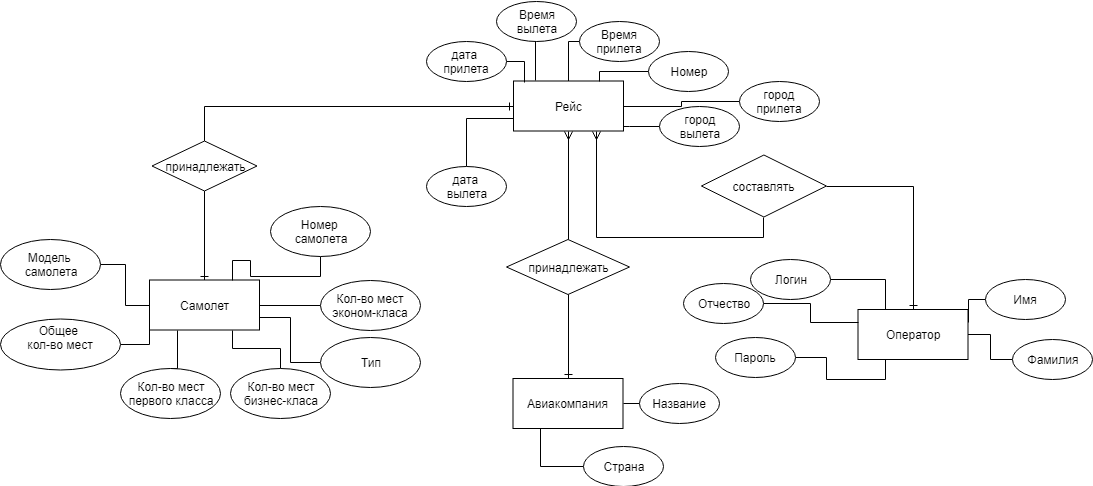 Время
вылета
Время
прилета
дата
прилета
Номер
город
прилета
Рейс
город
вылета
принадлежать
дата
вылета
составлять
Номер
самолета
Модель
самолета
принадлежать
Логин
Кол-во мест
эконом-класа
Отчество
Имя
Самолет
Общее
кол-во мест
Оператор
Пароль
Фамилия
Тип
Кол-во мест
первого класса
Кол-во мест
бизнес-класа
Авиакомпания
Название
Страна